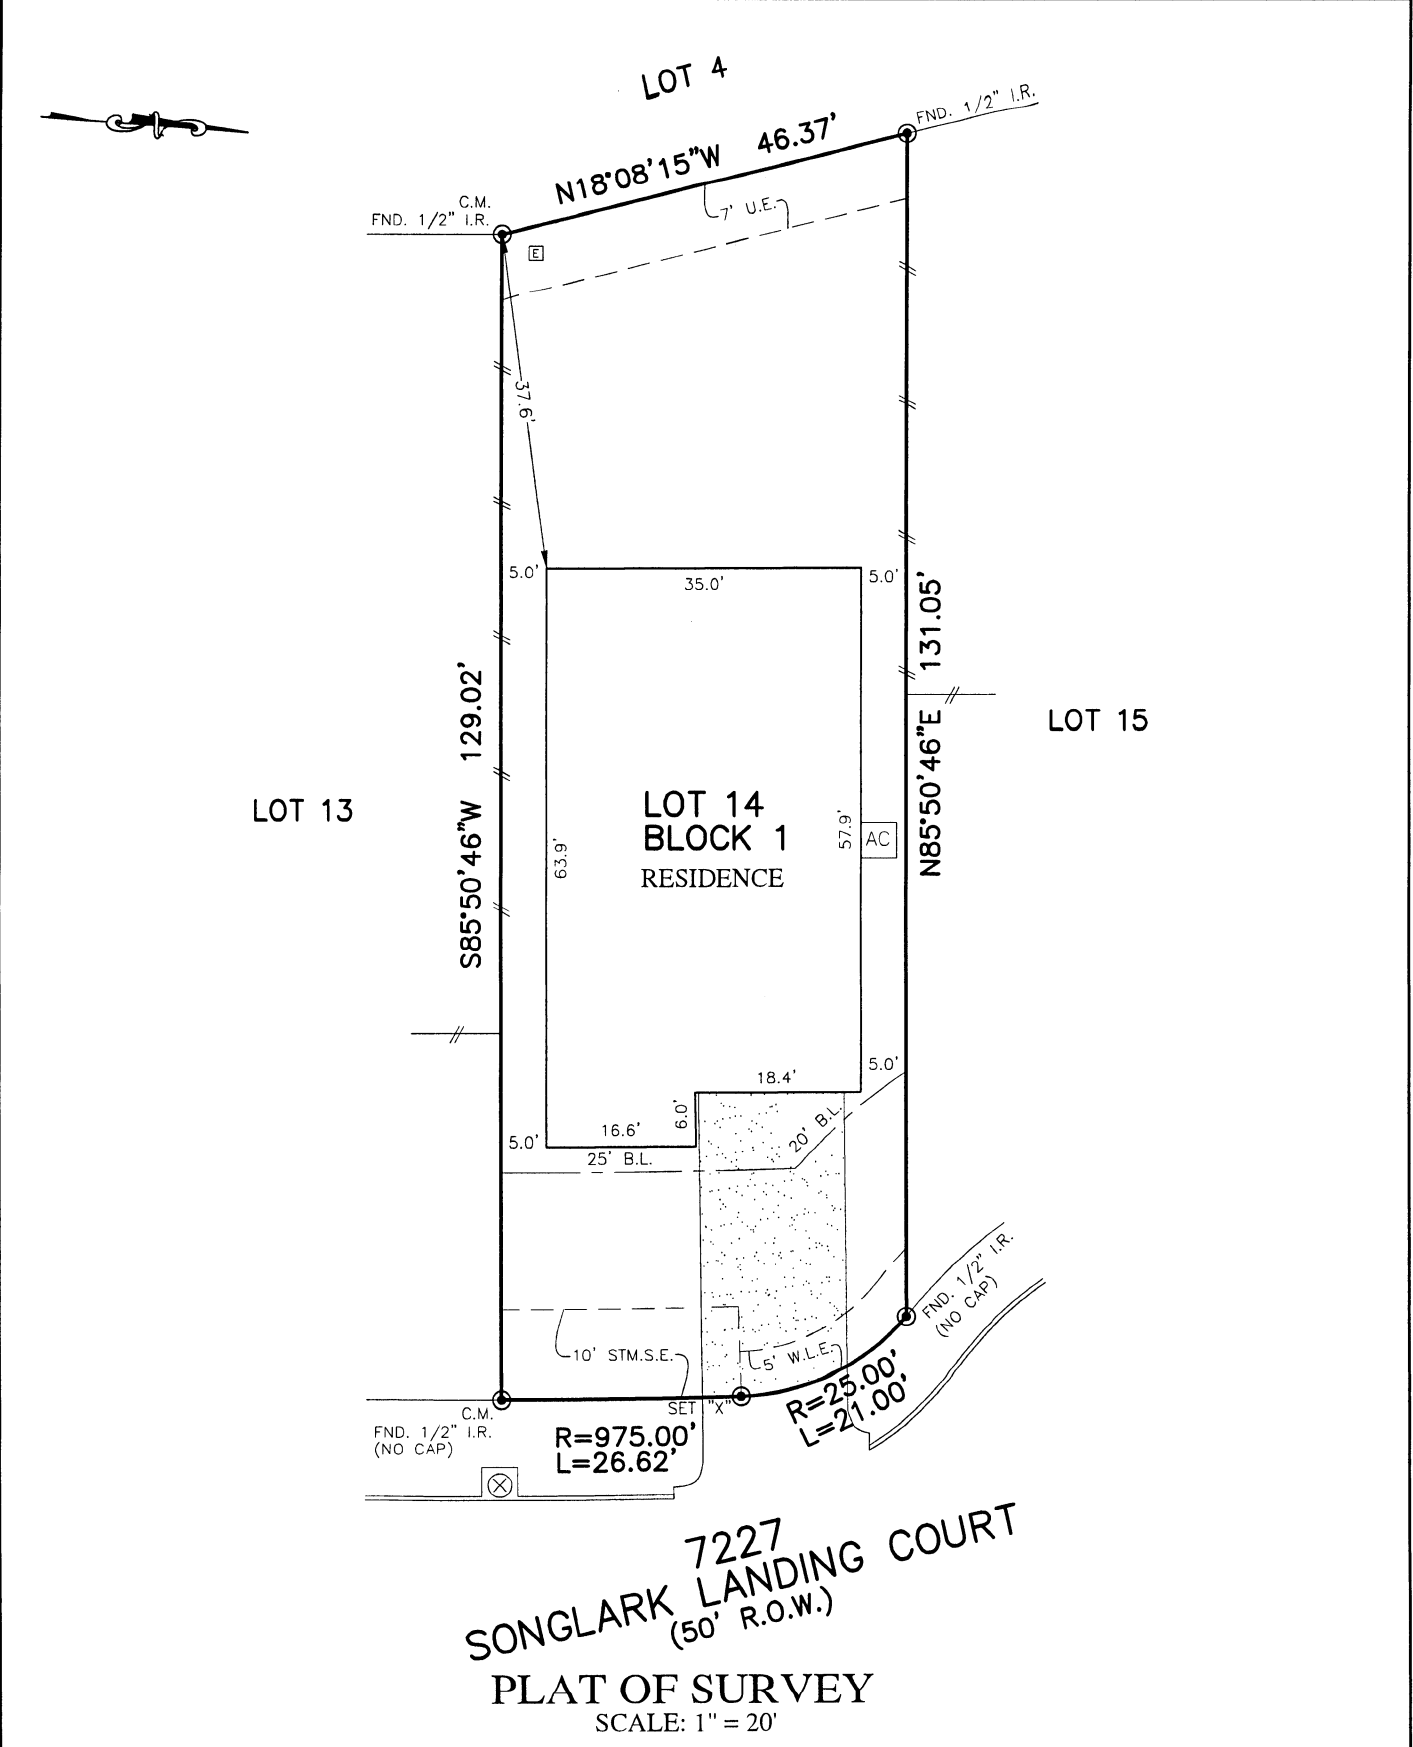 LOT 4
N18°08'15"W 46.37'
FND. 1/2" I.R.
C.M.
FND. 1/2" I.R.
7' U.E.
E
37.6'
5.0'
35.0'
5.0'
S85°50'46"W 129.02'
N85°50'46"E 131.05'
LOT 13
LOT 15
LOT 14
BLOCK 1
RESIDENCE
63.9'
57.9'
AC
5.0'
18.4'
6.0'
16.6'
5.0'
25' B.L.
20' B.L.
10' STM.S.E.
5' W.L.E.
FND. 1/2" I.R.
(NO CAP)
SET "X"
C.M.
FND. 1/2" I.R.
(NO CAP)
R=975.00'
L=26.62'
R=25.00'
L=21.00'
7227
SONGLARK LANDING COURT
(50' R.O.W.)
PLAT OF SURVEY
SCALE: 1" = 20'